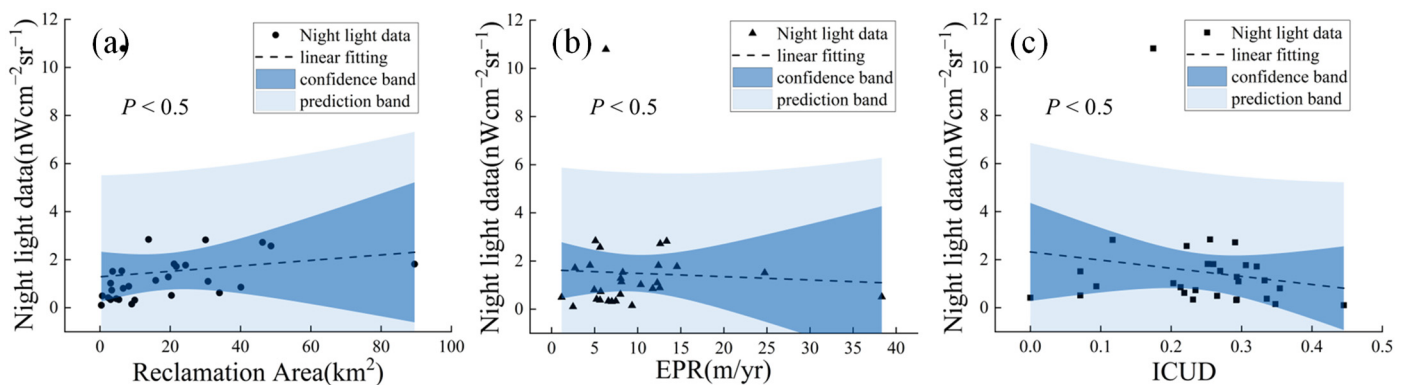 (a)
Night light data
linear fitting
confidence band
prediction band
P < 0.5
12
10
8
6
4
2
0
0 20 40 60 80 100
Night light data(nWcm⁻²sr⁻¹)
Reclamation Area(km²)
(b)
Night light data
linear fitting
confidence band
prediction band
P < 0.5
12
10
8
6
4
2
0
0 5 10 15 20 25 30 35 40
Night light data(nWcm⁻²sr⁻¹)
EPR(m/yr)
(c)
Night light data
linear fitting
confidence band
prediction band
P < 0.5
12
10
8
6
4
2
0
0.0 0.1 0.2 0.3 0.4 0.5
Night light data(nWcm⁻²sr⁻¹)
ICUD